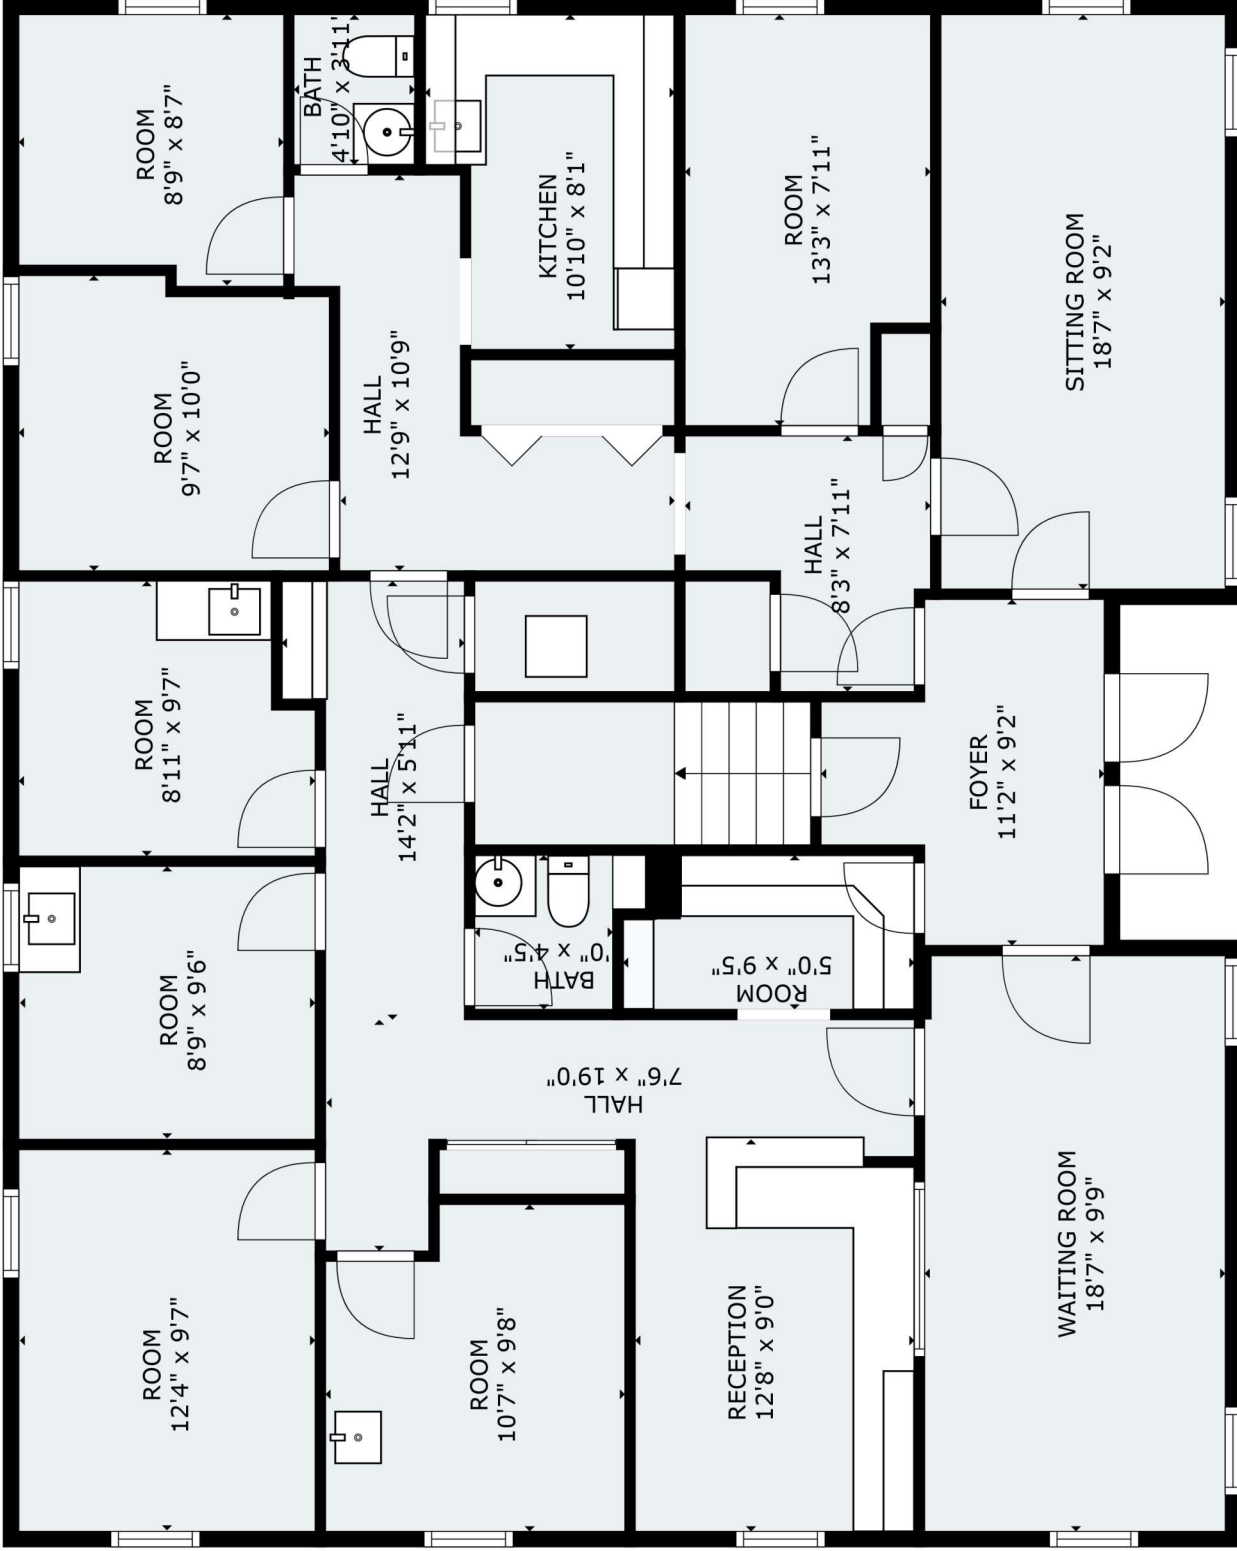 ROOM
8'9" x 8'7"
BATH
4'10" x 3'11"
KITCHEN
10'10" x 8'1"
ROOM
13'3" x 7'11"
SITTING ROOM
18'7" x 9'2"
ROOM
9'7" x 10'0"
HALL
12'9" x 10'9"
HALL
8'3" x 7'11"
ROOM
8'11" x 9'7"
HALL
14'2" x 5'11"
FOYER
11'2" x 9'2"
ROOM
8'9" x 9'6"
BATH
'0" x 4'5"
ROOM
5'0" x 9'5"
HALL
7'6" x 19'0"
ROOM
12'4" x 9'7"
ROOM
10'7" x 9'8"
RECEPTION
12'8" x 9'0"
WAITING ROOM
18'7" x 9'9"